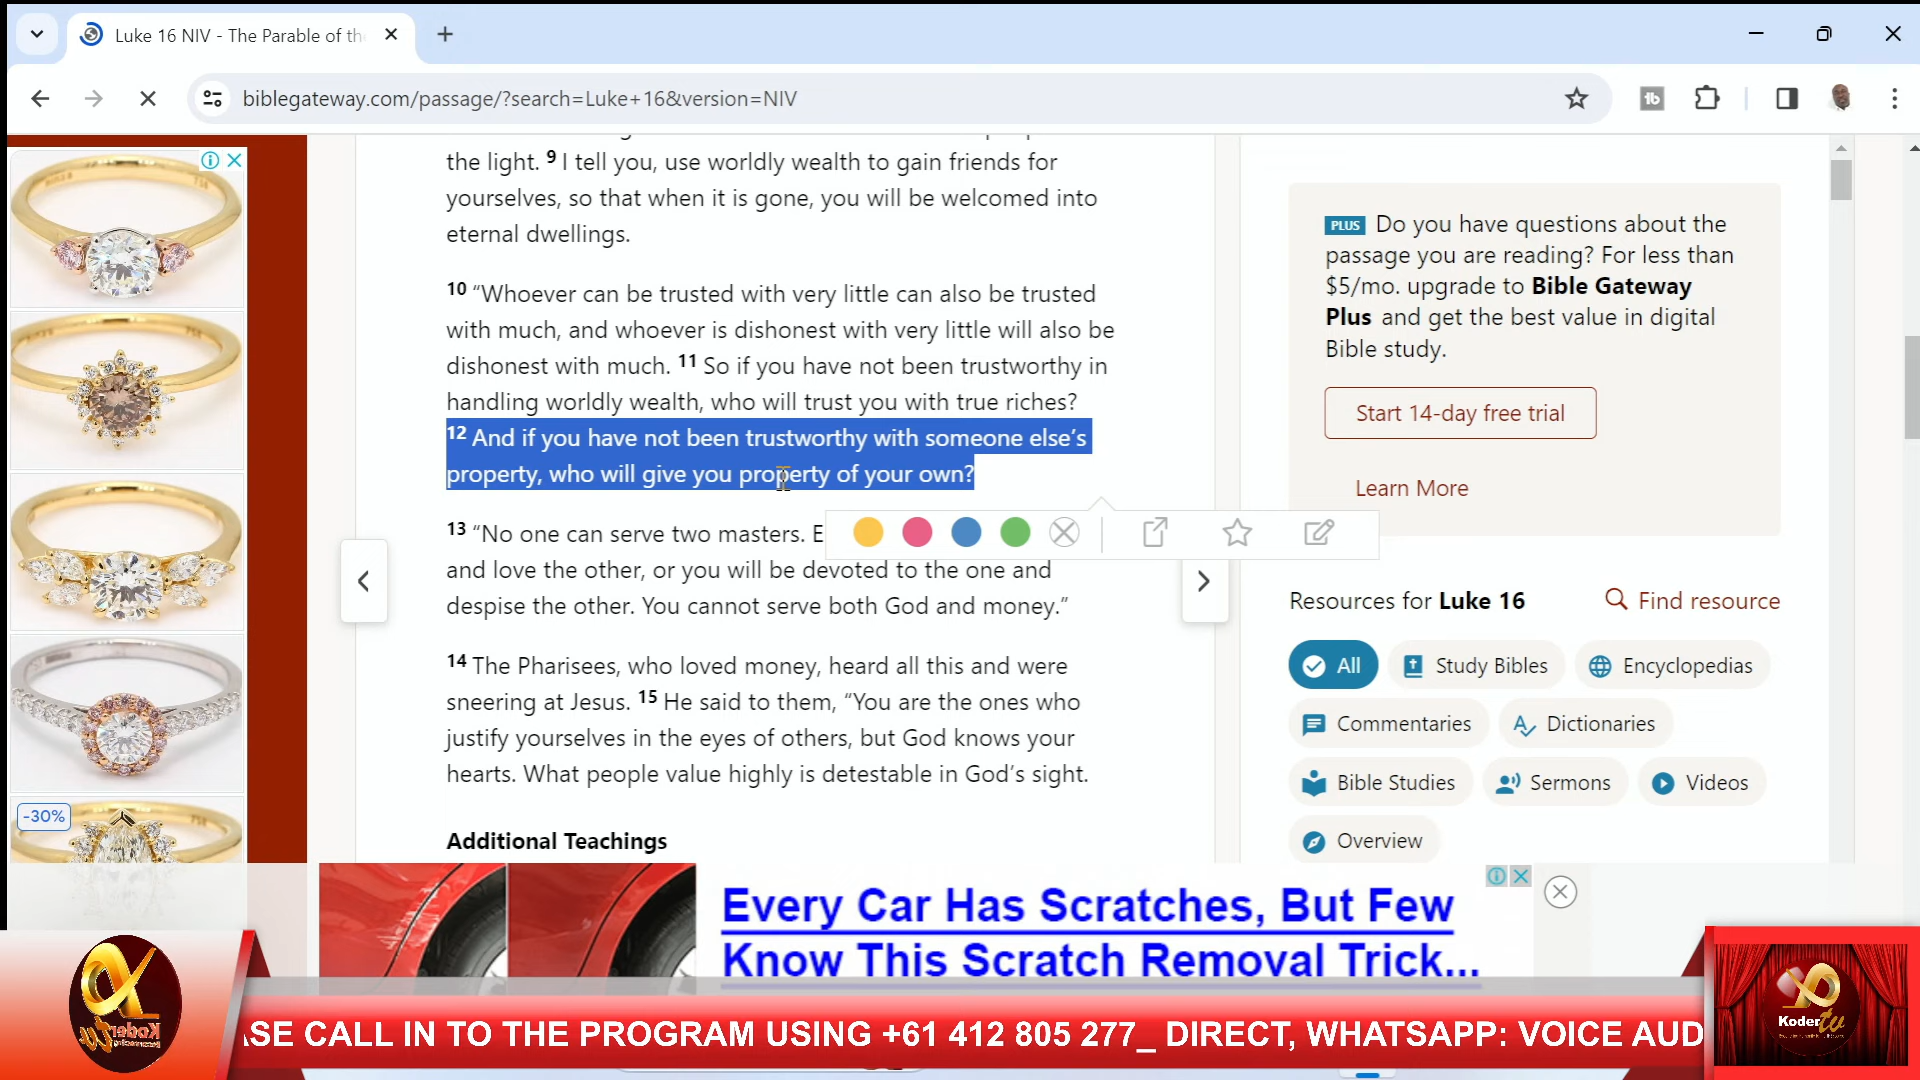 Luke 16 NIV - The Parable of th
biblegateway.com/passage/?search=Luke+16&version=NIV
the light. 9 I tell you, use worldly wealth to gain friends for
yourselves, so that when it is gone, you will be welcomed into
eternal dwellings.
10 “Whoever can be trusted with very little can also be trusted
with much, and whoever is dishonest with very little will also be
dishonest with much. 11 So if you have not been trustworthy in
handling worldly wealth, who will trust you with true riches?
12 And if you have not been trustworthy with someone else’s
property, who will give you property of your own?
13 “No one can serve two masters. E
and love the other, or you will be devoted to the one and
despise the other. You cannot serve both God and money.”
14 The Pharisees, who loved money, heard all this and were
sneering at Jesus. 15 He said to them, “You are the ones who
justify yourselves in the eyes of others, but God knows your
hearts. What people value highly is detestable in God’s sight.
Additional Teachings
PLUS Do you have questions about the
passage you are reading? For less than
$5/mo. upgrade to Bible Gateway
Plus and get the best value in digital
Bible study.
Start 14-day free trial
Learn More
Resources for Luke 16
Find resource
All
Study Bibles
Encyclopedias
Commentaries
Dictionaries
Bible Studies
Sermons
Videos
Overview
-30%
Every Car Has Scratches, But Few
Know This Scratch Removal Trick...
ASE CALL IN TO THE PROGRAM USING +61 412 805 277_ DIRECT, WHATSAPP: VOICE AUD
Koder tv